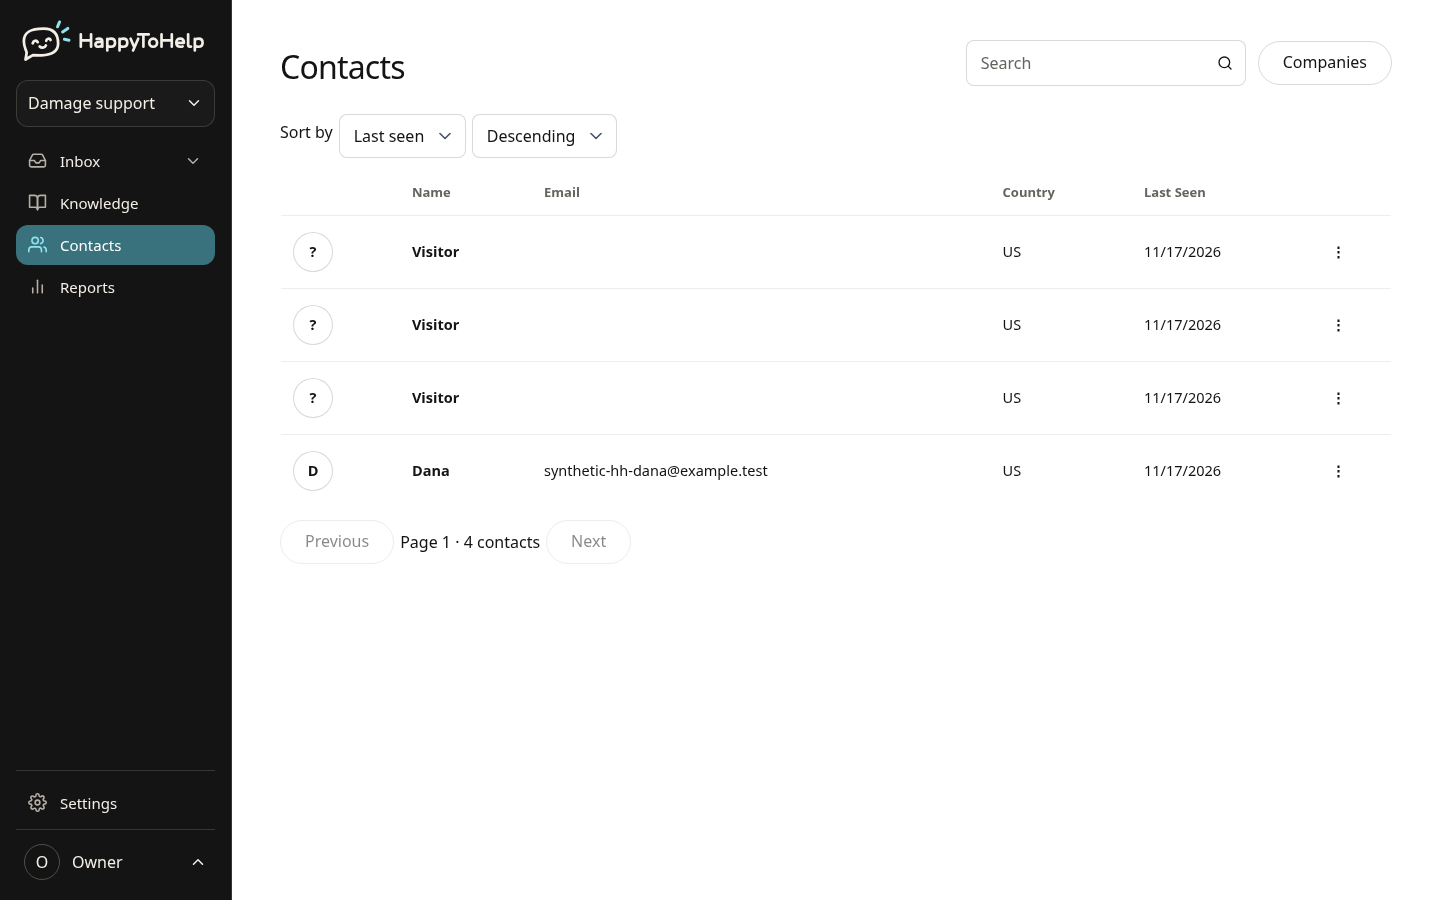 HappyToHelp
Damage support
Inbox
Knowledge
Contacts
Reports
Settings
O Owner
Contacts
Search
Companies
Sort by Last seen Descending
Name Email Country Last Seen
? Visitor US 11/17/2026
? Visitor US 11/17/2026
? Visitor US 11/17/2026
D Dana synthetic-hh-dana@example.test US 11/17/2026
Previous Page 1 · 4 contacts Next